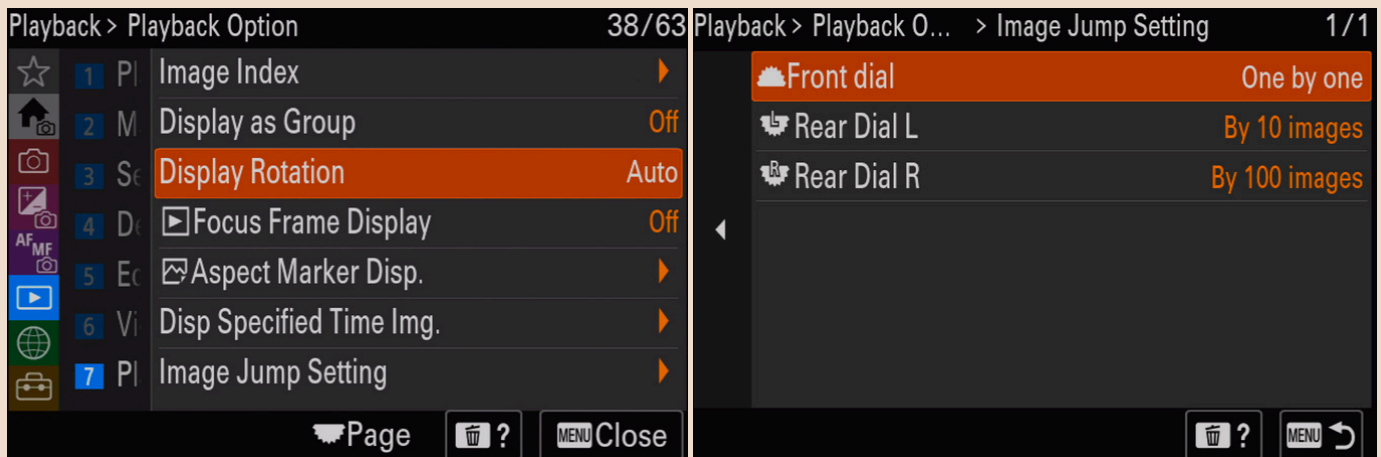 Playback > Playback Option 38/63
1 Pl Image Index
2 M Display as Group Off
3 Se Display Rotation Auto
4 De Focus Frame Display Off
AF MF
5 Ec Aspect Marker Disp.
6 Vi Disp Specified Time Img.
7 Pl Image Jump Setting
Page ? MENU Close
Playback > Playback O... > Image Jump Setting 1/1
Front dial One by one
L Rear Dial L By 10 images
R Rear Dial R By 100 images
? MENU